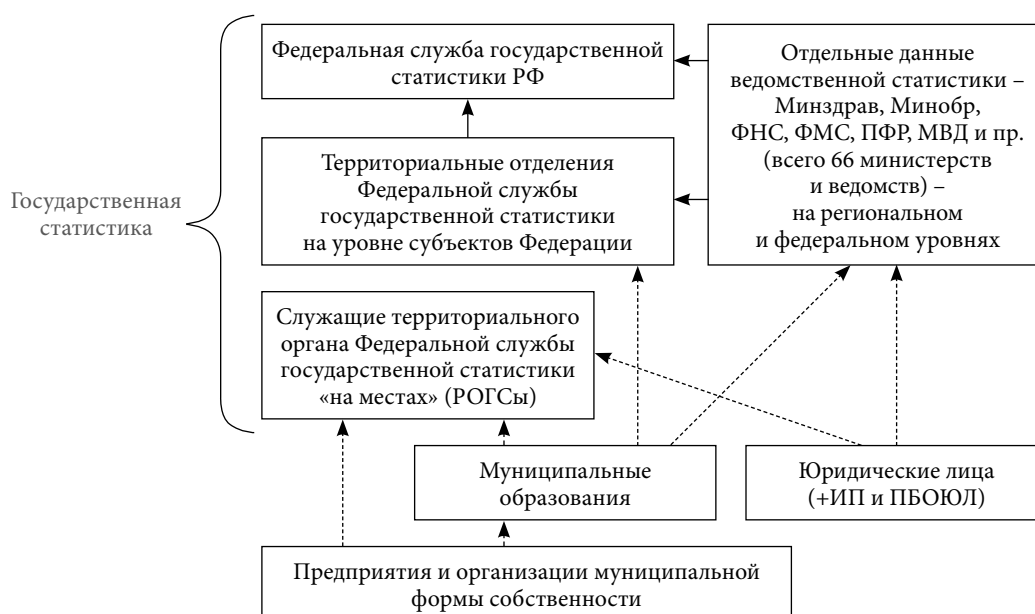 Федеральная служба государственной
статистики РФ
Отдельные данные
ведомственной статистики –
Минздрав, Минобр,
ФНС, ФМС, ПФР, МВД и пр.
(всего 66 министерств
и ведомств) –
на региональном
и федеральном уровнях
Государственная
статистика
Территориальные отделения
Федеральной службы
государственной статистики
на уровне субъектов Федерации
Служащие территориального
органа Федеральной службы
государственной статистики
«на местах» (РОГСы)
Муниципальные
образования
Юридические лица
(+ИП и ПБОЮЛ)
Предприятия и организации муниципальной
формы собственности